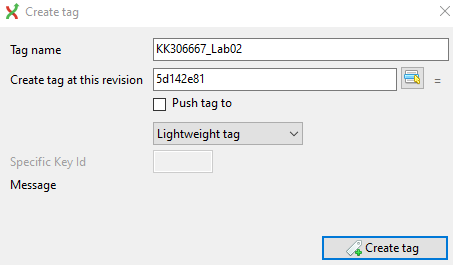 Create tag
Tag name KK306667_Lab02
Create tag at this revision 5d142e81 =
Push tag to
Lightweight tag
Specific Key Id
Message
Create tag